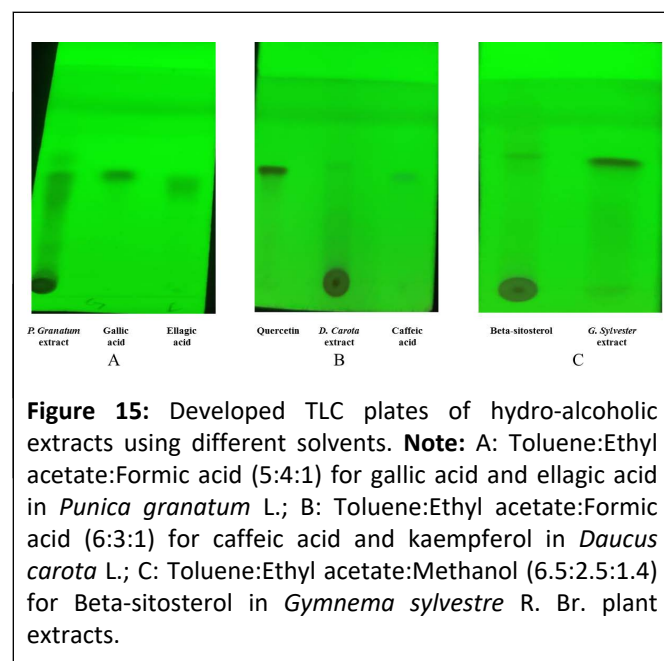 P. Granatum Gallic Ellagic
extract acid acid
A
Quercetin D. Carota Caffeic
extract acid
B
Beta-sitosterol G. Sylvester
extract
C
Figure 15: Developed TLC plates of hydro-alcoholic
extracts using different solvents. Note: A: Toluene:Ethyl
acetate:Formic acid (5:4:1) for gallic acid and ellagic acid
in Punica granatum L.; B: Toluene:Ethyl acetate:Formic
acid (6:3:1) for caffeic acid and kaempferol in Daucus
carota L.; C: Toluene:Ethyl acetate:Methanol (6.5:2.5:1.4)
for Beta-sitosterol in Gymnema sylvestre R. Br. plant
extracts.